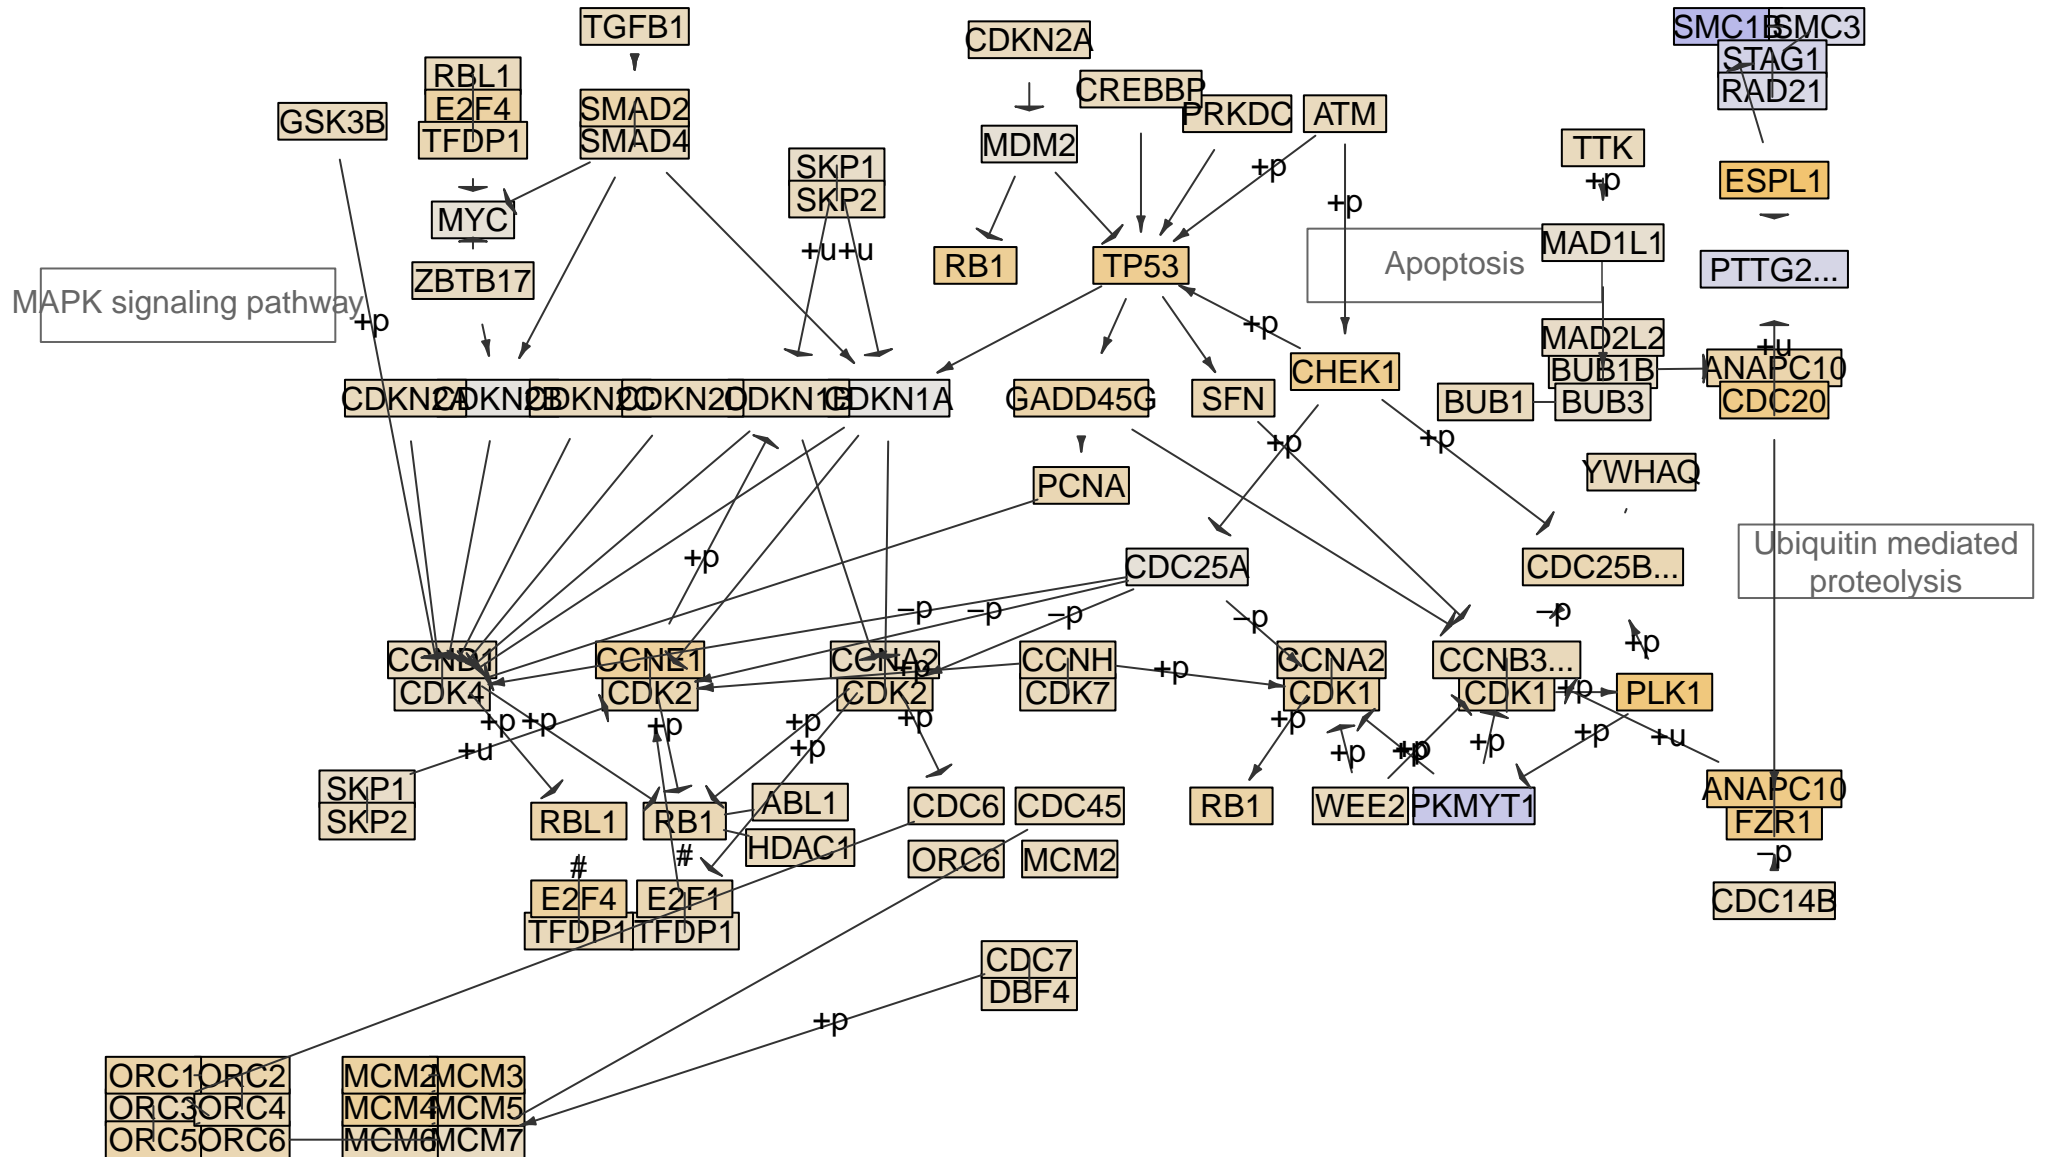 TGFB1
CDKN2A
SMC1B
SMC3
STAG1
RAD21
RBL1
E2F4
TFDP1
GSK3B
SMAD2
SMAD4
CREBBP
PRKDC
ATM
MDM2
TTK
+p
SKP1
SKP2
+p
+p
ESPL1
MYC
ZBTB17
+u
+u
RB1
TP53
Apoptosis
MAD1L1
PTTG2...
MAPK signaling pathway
+p
+p
MAD2L2
BUB1B
BUB1
BUB3
+u
ANAPC10
CDC20
CHEK1
CDKN2A
CDKN2B
CDKN2C
CDKN2D
CDKN1B
CDKN1A
GADD45G
SFN
+p
+p
PCNA
YWHAQ
+p
CDC25A
CDC25B...
Ubiquitin mediated
proteolysis
−p
−p
−p
−p
−p
+p
CCND1
CDK4
CCNE1
CDK2
CCNA2
CDK2
+p
CCNH
CDK7
+p
CCNA2
CDK1
CCNB3...
CDK1
+p
PLK1
+p
+p
+u
+p
+p
+p
+p
+p
+p
+p
+p
+p
+p
+u
SKP1
SKP2
RBL1
RB1
ABL1
HDAC1
CDC6
CDC45
ORC6
MCM2
RB1
WEE2
PKMYT1
ANAPC10
FZR1
−p
CDC14B
#
#
E2F4
TFDP1
E2F1
TFDP1
CDC7
DBF4
+p
ORC1
ORC2
ORC3
ORC4
ORC5
ORC6
MCM2
MCM3
MCM4
MCM5
MCM6
MCM7